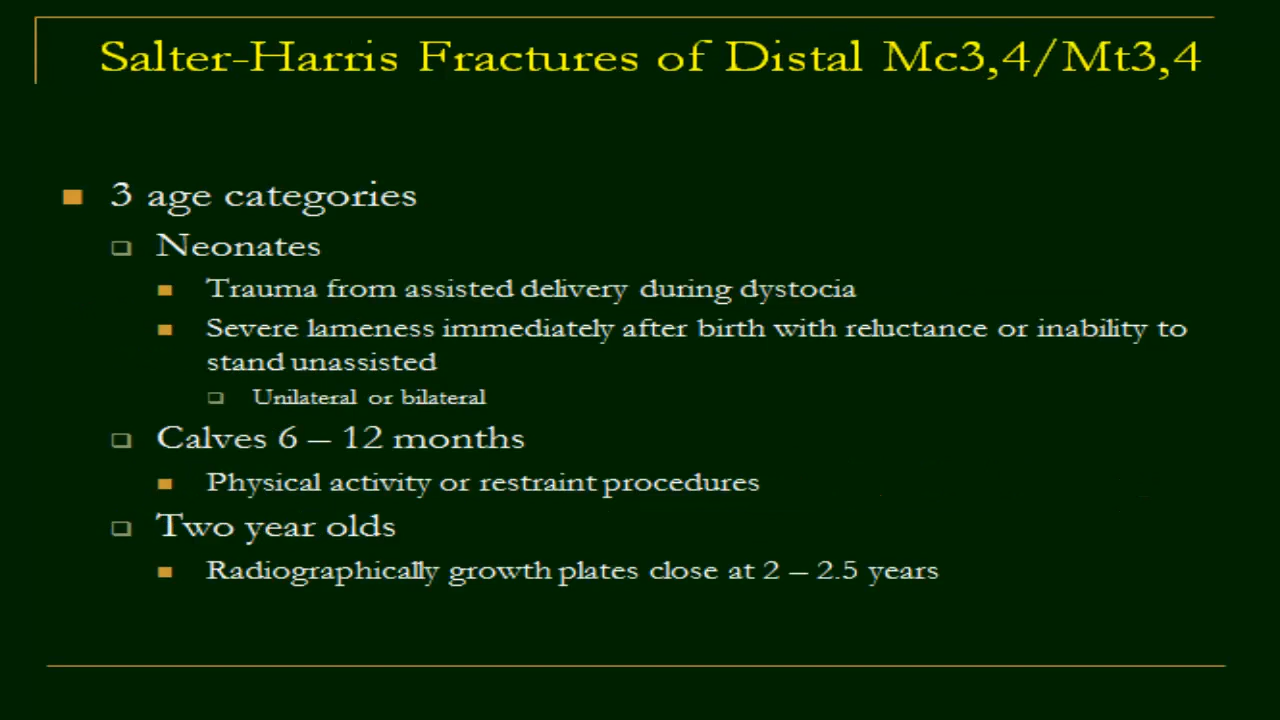 Salter-Harris Fractures of Distal Mc3,4/Mt3,4
3 age categories
Neonates
Trauma from assisted delivery during dystocia
Severe lameness immediately after birth with reluctance or inability to
stand unassisted
Unilateral or bilateral
Calves 6 – 12 months
Physical activity or restraint procedures
Two year olds
Radiographically growth plates close at 2 – 2.5 years